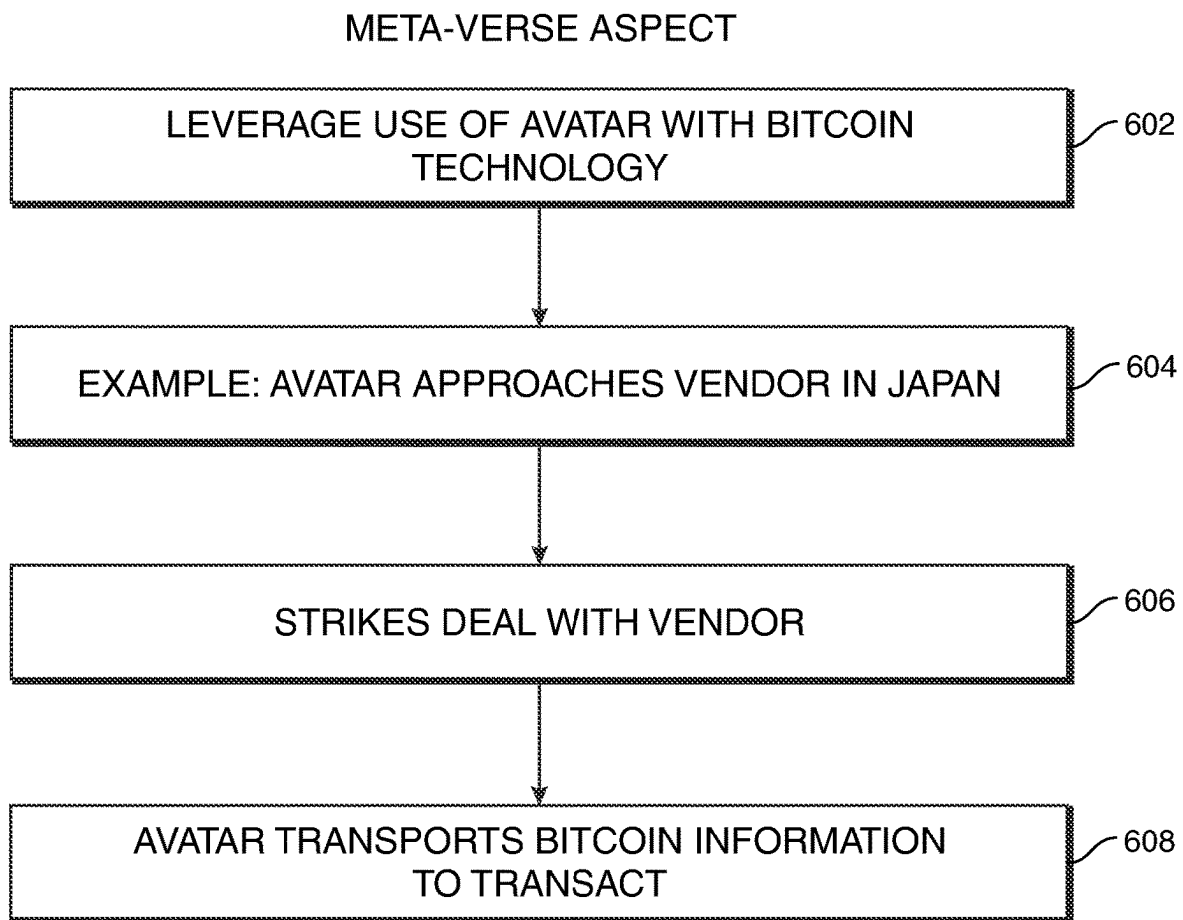 META-VERSE ASPECT
LEVERAGE USE OF AVATAR WITH BITCOIN
TECHNOLOGY
602
EXAMPLE: AVATAR APPROACHES VENDOR IN JAPAN
604
STRIKES DEAL WITH VENDOR
606
AVATAR TRANSPORTS BITCOIN INFORMATION
TO TRANSACT
608